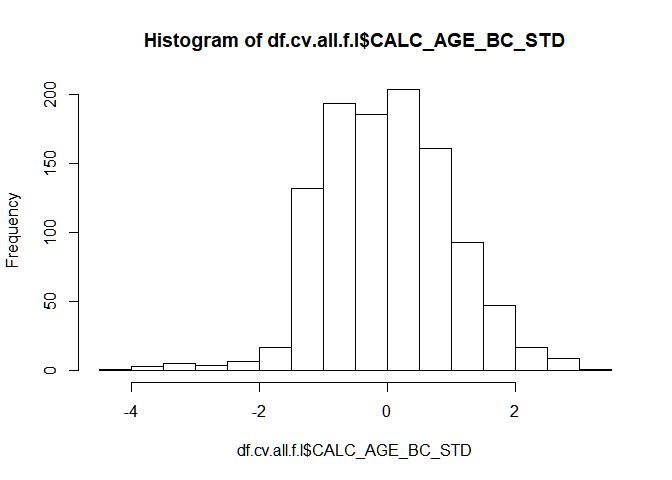 Histogram of df.cv.all.f.l$CALC_AGE_BC_STD
Frequency
200
150
100
50
0
-4 -2 0 2
df.cv.all.f.l$CALC_AGE_BC_STD